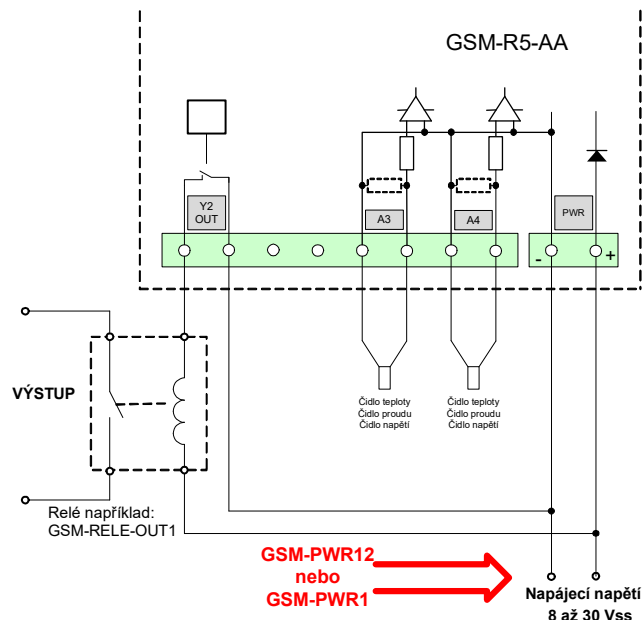 GSM-R5-AA
Y2
OUT
A3
A4
PWR
-
+
VÝSTUP
Čidlo teploty
Čidlo proudu
Čidlo napětí
Čidlo teploty
Čidlo proudu
Čidlo napětí
Relé například:
GSM-RELE-OUT1
GSM-PWR12
nebo
GSM-PWR1
Napájecí napětí
8 až 30 Vss